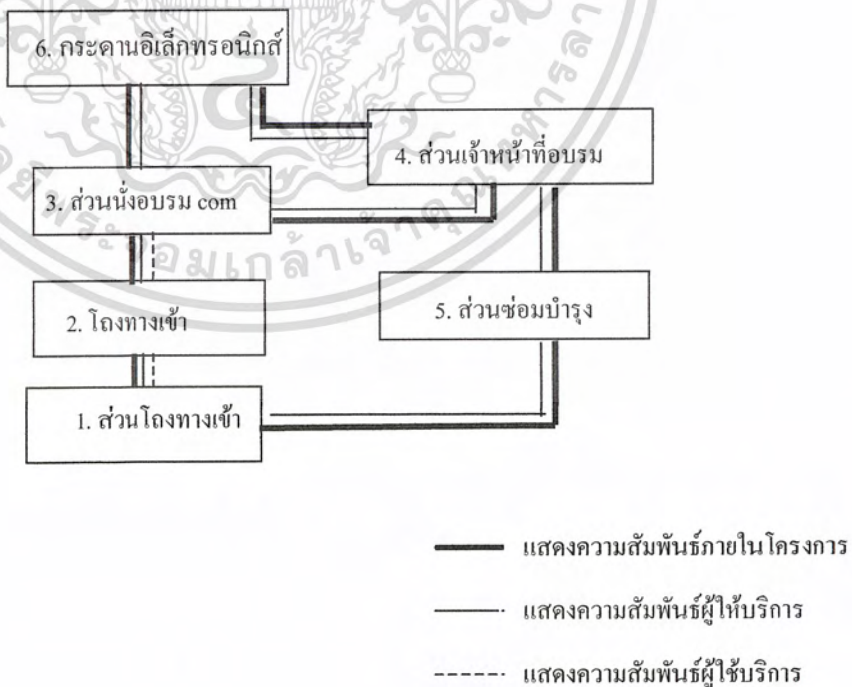 6. กระดานอิเล็กทรอนิกส์
4. ส่วนเจ้าหน้าที่อบรม
3. ส่วนนั่งอบรม com
2. โถงทางเข้า
5. ส่วนซ่อมบำรุง
1. ส่วนโถงทางเข้า
แสดงความสัมพันธ์ภายในโครงการ
แสดงความสัมพันธ์ผู้ให้บริการ
แสดงความสัมพันธ์ผู้ใช้บริการ